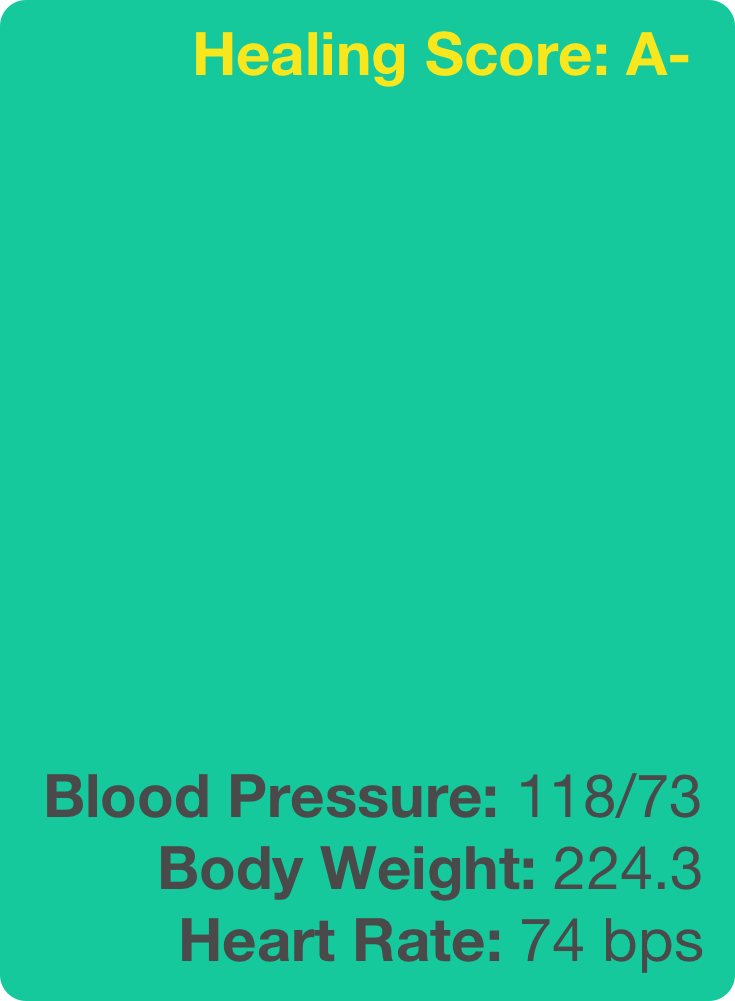 Healing Score: A-
Blood Pressure: 118/73
Body Weight: 224.3
Heart Rate: 74 bps